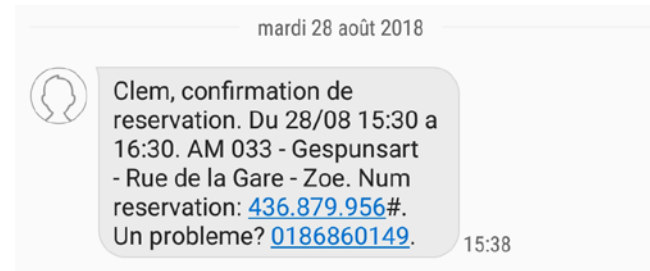 mardi 28 août 2018
Clem, confirmation de
reservation. Du 28/08 15:30 a
16:30. AM 033 - Gespunsart
- Rue de la Gare - Zoe. Num
reservation: 436.879.956#.
Un probleme? 0186860149.
15:38